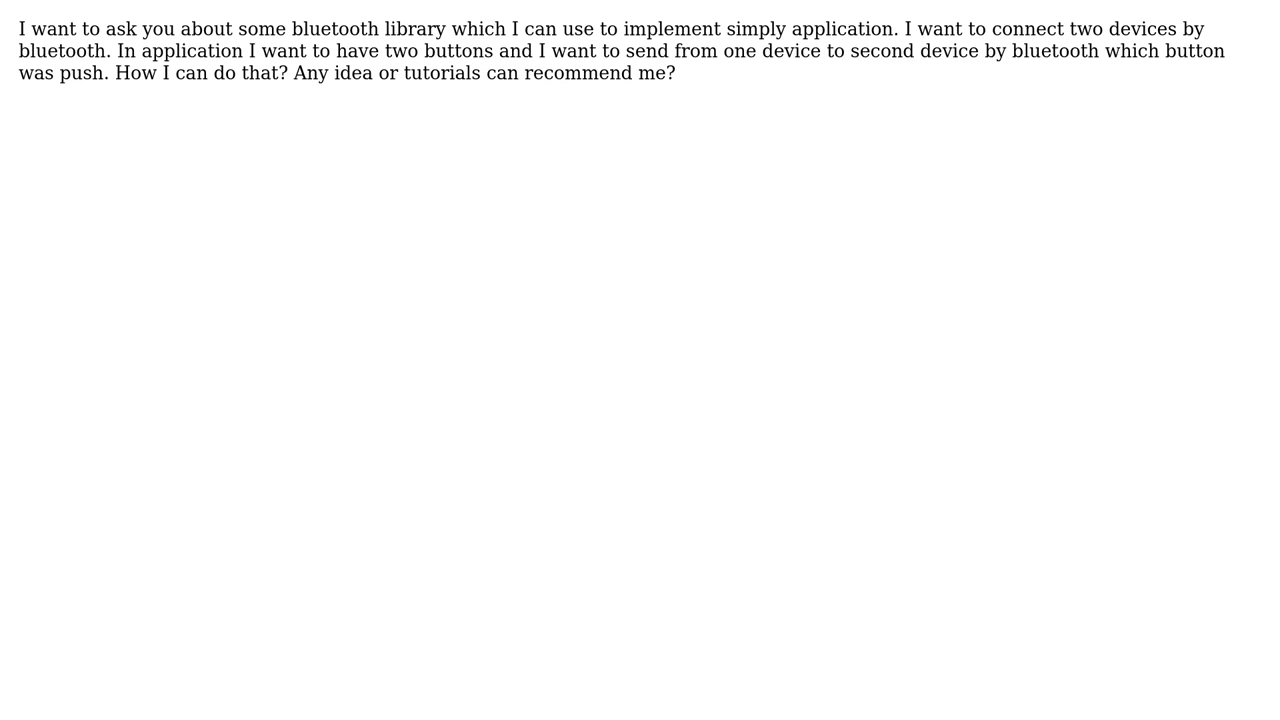 I want to ask you about some bluetooth library which I can use to implement simply application. I want to connect two devices by
bluetooth. In application I want to have two buttons and I want to send from one device to second device by bluetooth which button
was push. How I can do that? Any idea or tutorials can recommend me?